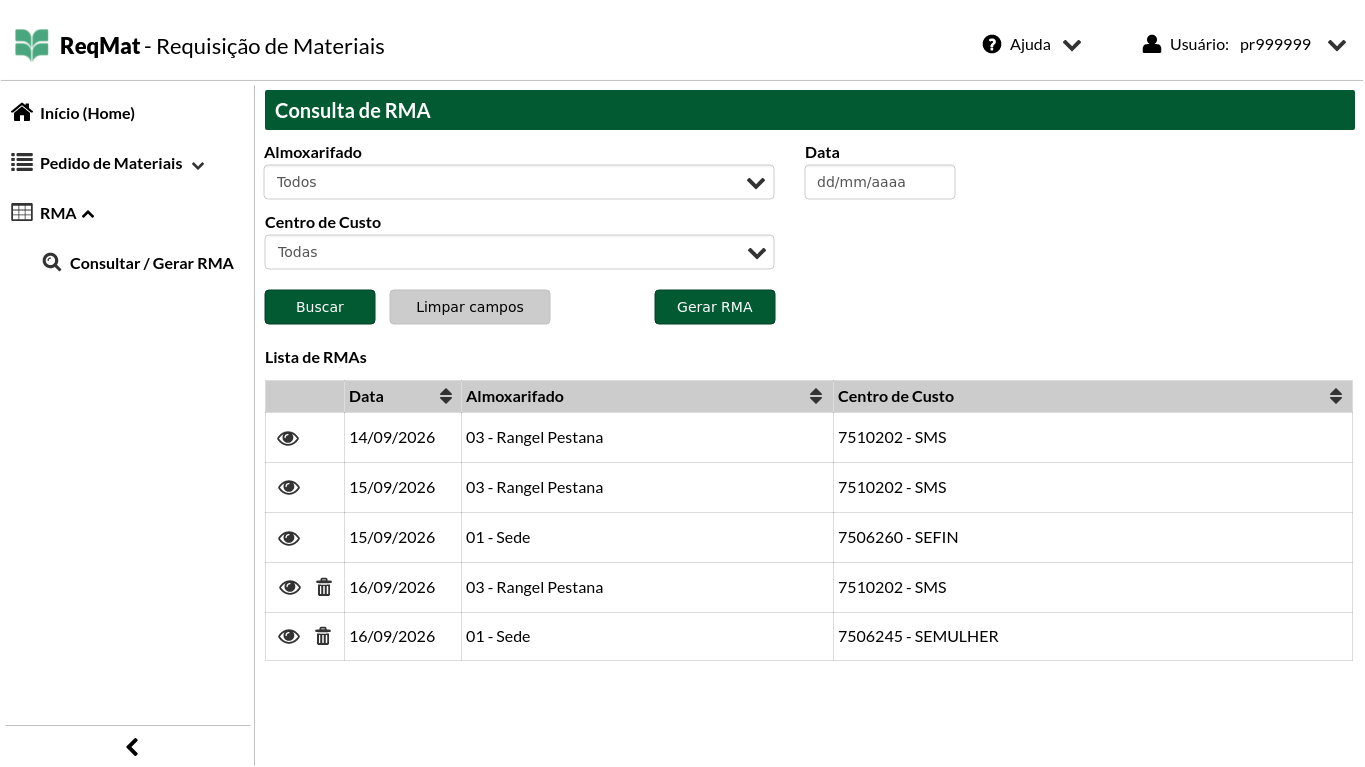 ReqMat - Requisição de Materiais
Ajuda
Usuário: pr999999
Início (Home)
Pedido de Materiais
RMA
Consultar / Gerar RMA
Consulta de RMA
Almoxarifado
Data
Todos
dd/mm/aaaa
Centro de Custo
Todas
Buscar
Limpar campos
Gerar RMA
Lista de RMAs
Data Almoxarifado Centro de Custo
14/09/2026 03 - Rangel Pestana 7510202 - SMS
15/09/2026 03 - Rangel Pestana 7510202 - SMS
15/09/2026 01 - Sede 7506260 - SEFIN
16/09/2026 03 - Rangel Pestana 7510202 - SMS
16/09/2026 01 - Sede 7506245 - SEMULHER